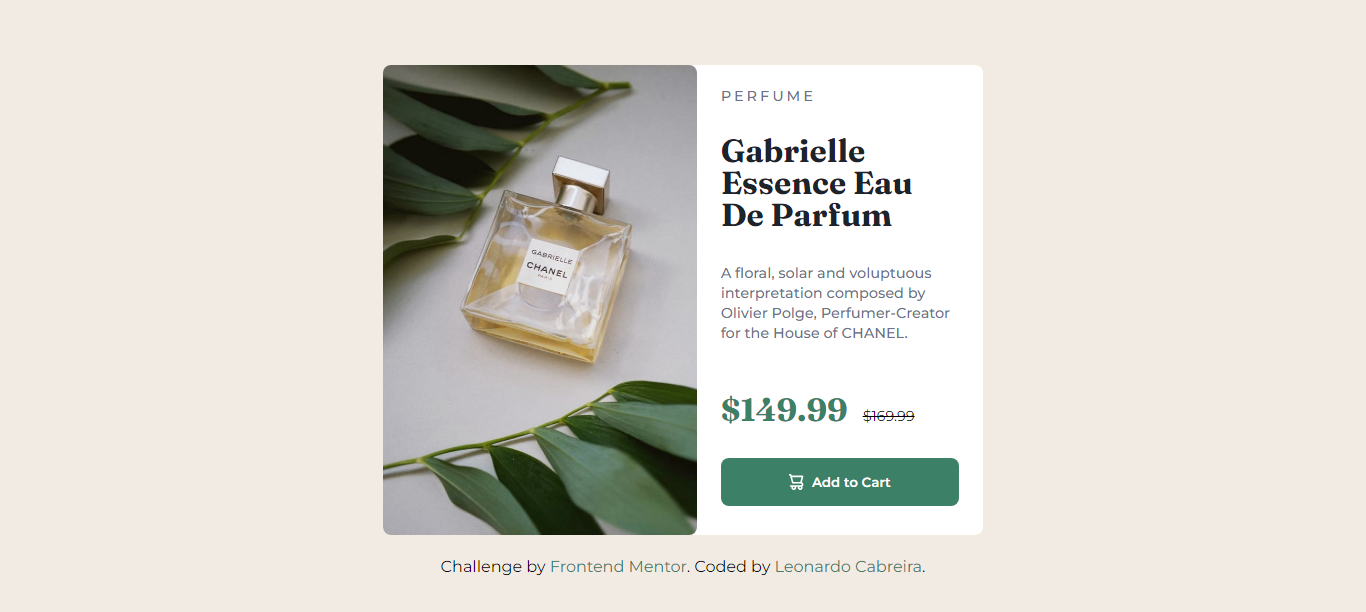 PERFUME
Gabrielle
Essence Eau
De Parfum
A floral, solar and voluptuous
interpretation composed by
Olivier Polge, Perfumer-Creator
for the House of CHANEL.
$149.99 $169.99
Add to Cart
GABRIELLE
CHANEL
PARIS
Challenge by Frontend Mentor. Coded by Leonardo Cabreira.